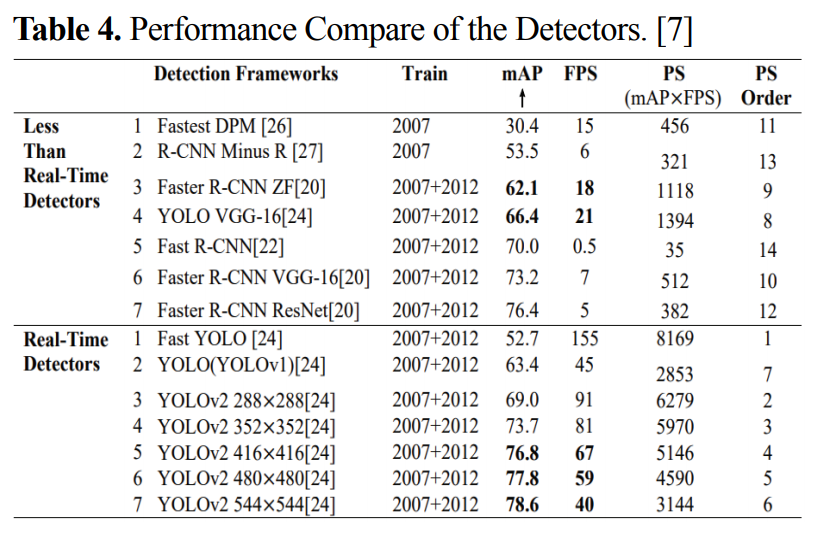 Table 4. Performance Compare of the Detectors. [7]
Detection Frameworks Train mAP FPS PS PS
↑ (mAP×FPS) Order
Less 1 Fastest DPM [26] 2007 30.4 15 456 11
Than 2 R-CNN Minus R [27] 2007 53.5 6 321 13
Real-Time
Detectors 3 Faster R-CNN ZF[20] 2007+2012 62.1 18 1118 9
4 YOLO VGG-16[24] 2007+2012 66.4 21 1394 8
5 Fast R-CNN[22] 2007+2012 70.0 0.5 35 14
6 Faster R-CNN VGG-16[20] 2007+2012 73.2 7 512 10
7 Faster R-CNN ResNet[20] 2007+2012 76.4 5 382 12
Real-Time 1 Fast YOLO [24] 2007+2012 52.7 155 8169 1
Detectors 2 YOLO(YOLOv1)[24] 2007+2012 63.4 45 2853 7
3 YOLOv2 288×288[24] 2007+2012 69.0 91 6279 2
4 YOLOv2 352×352[24] 2007+2012 73.7 81 5970 3
5 YOLOv2 416×416[24] 2007+2012 76.8 67 5146 4
6 YOLOv2 480×480[24] 2007+2012 77.8 59 4590 5
7 YOLOv2 544×544[24] 2007+2012 78.6 40 3144 6